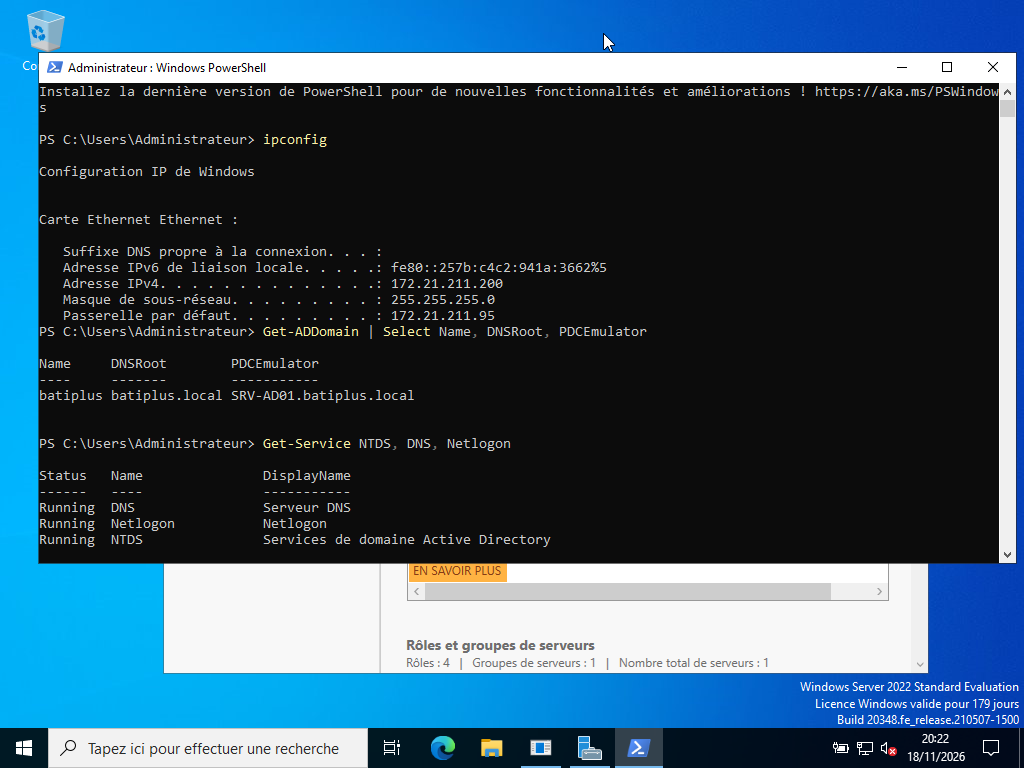 Co
Administrateur : Windows PowerShell
Installez la dernière version de PowerShell pour de nouvelles fonctionnalités et améliorations ! https://aka.ms/PSWindow
s
PS C:\Users\Administrateur> ipconfig
Configuration IP de Windows
Carte Ethernet Ethernet :
Suffixe DNS propre à la connexion. . . :
Adresse IPv6 de liaison locale. . . . .: fe80::257b:c4c2:941a:3662%5
Adresse IPv4. . . . . . . . . . . . . .: 172.21.211.200
Masque de sous-réseau. . . . . . . . . : 255.255.255.0
Passerelle par défaut. . . . . . . . . : 172.21.211.95
PS C:\Users\Administrateur> Get-ADDomain | Select Name, DNSRoot, PDCEmulator
Name     DNSRoot        PDCEmulator
----     -------        -----------
batiplus batiplus.local SRV-AD01.batiplus.local
PS C:\Users\Administrateur> Get-Service NTDS, DNS, Netlogon
Status   Name               DisplayName
------   ----               -----------
Running  DNS                Serveur DNS
Running  Netlogon           Netlogon
Running  NTDS               Services de domaine Active Directory
EN SAVOIR PLUS
Rôles et groupes de serveurs
Rôles : 4 | Groupes de serveurs : 1 | Nombre total de serveurs : 1
Windows Server 2022 Standard Evaluation
Licence Windows valide pour 179 jours
Build 20348.fe_release.210507-1500
Tapez ici pour effectuer une recherche
20:22
18/11/2026